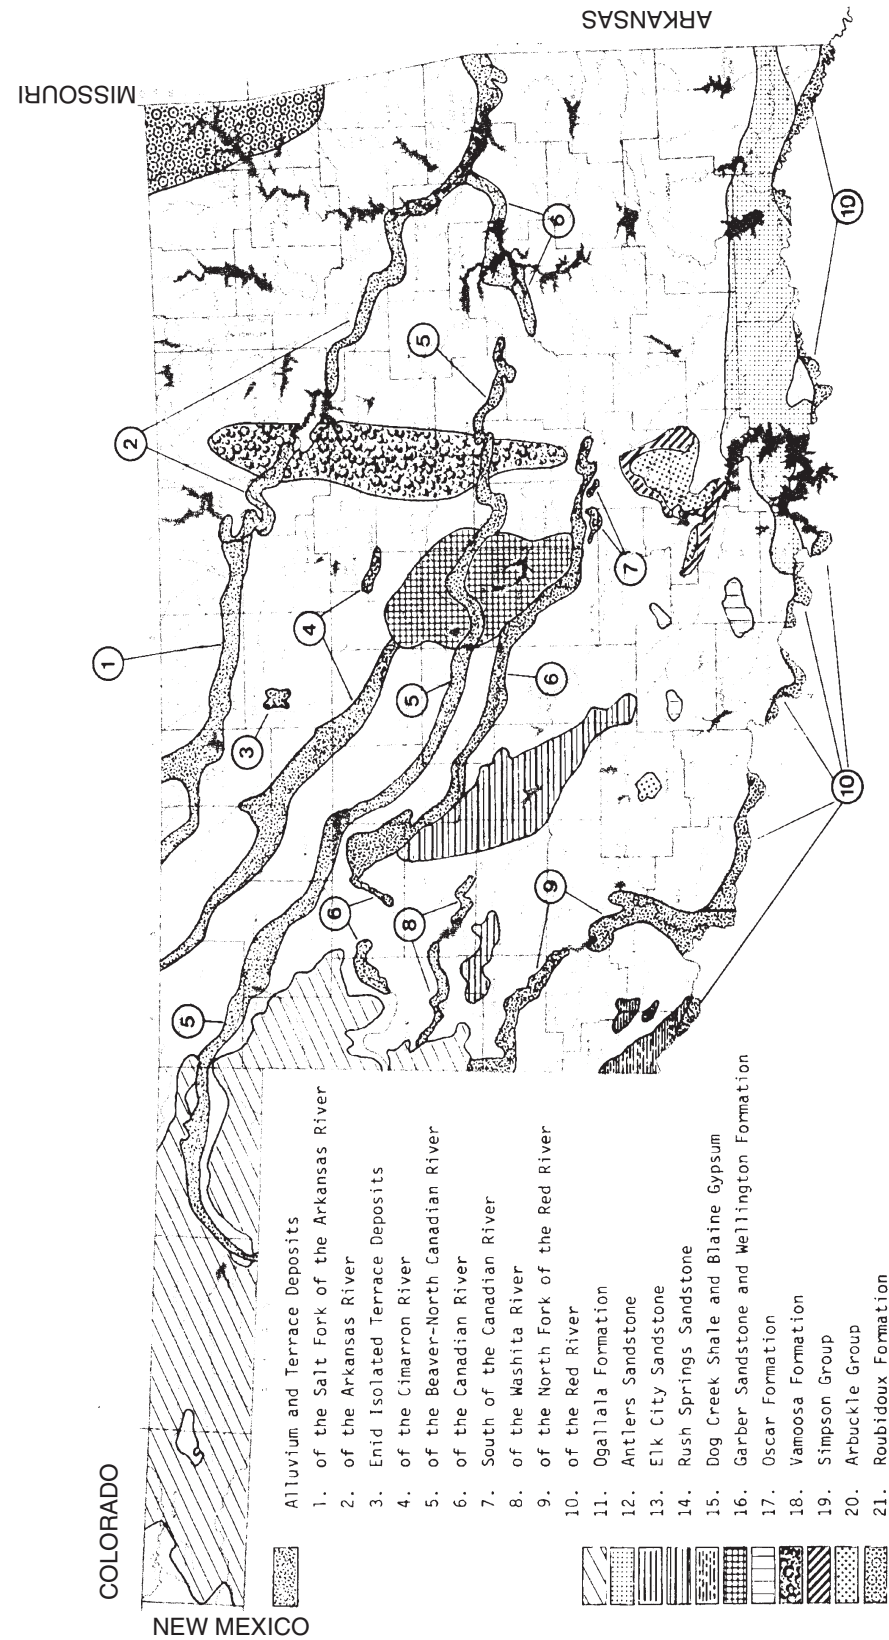 COLORADO
NEW MEXICO
MISSOURI
ARKANSAS
1
2
3
4
5
5
5
6
6
6
7
8
9
10
10
Alluvium and Terrace Deposits
1. of the Salt Fork of the Arkansas River
2. of the Arkansas River
3. Enid Isolated Terrace Deposits
4. of the Cimarron River
5. of the Beaver-North Canadian River
6. of the Canadian River
7. South of the Canadian River
8. of the Washita River
9. of the North Fork of the Red River
10. of the Red River
11. Ogallala Formation
12. Antlers Sandstone
13. Elk City Sandstone
14. Rush Springs Sandstone
15. Dog Creek Shale and Blaine Gypsum
16. Garber Sandstone and Wellington Formation
17. Oscar Formation
18. Vamoosa Formation
19. Simpson Group
20. Arbuckle Group
21. Roubidoux Formation